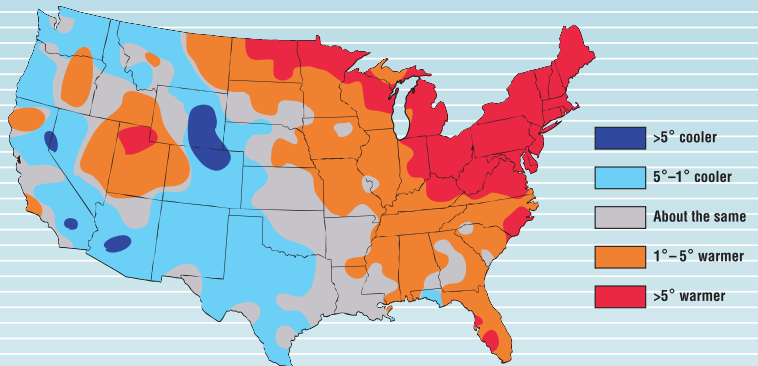 >5° cooler
5°–1° cooler
About the same
1°–5° warmer
>5° warmer